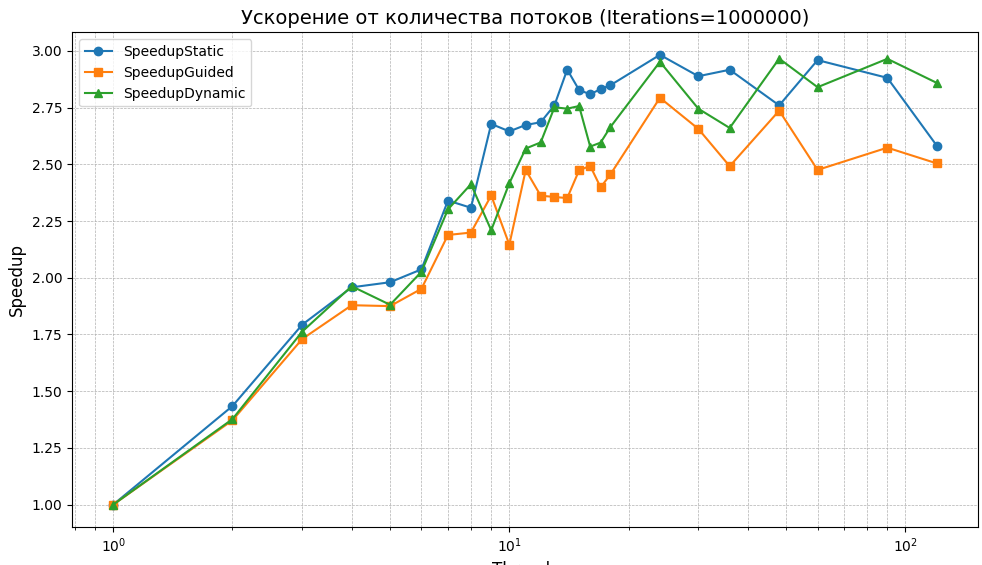 Ускорение от количества потоков (Iterations=1000000)
SpeedupStatic
SpeedupGuided
SpeedupDynamic
Speedup
3.00
2.75
2.50
2.25
2.00
1.75
1.50
1.25
1.00
10⁰ 10¹ 10²